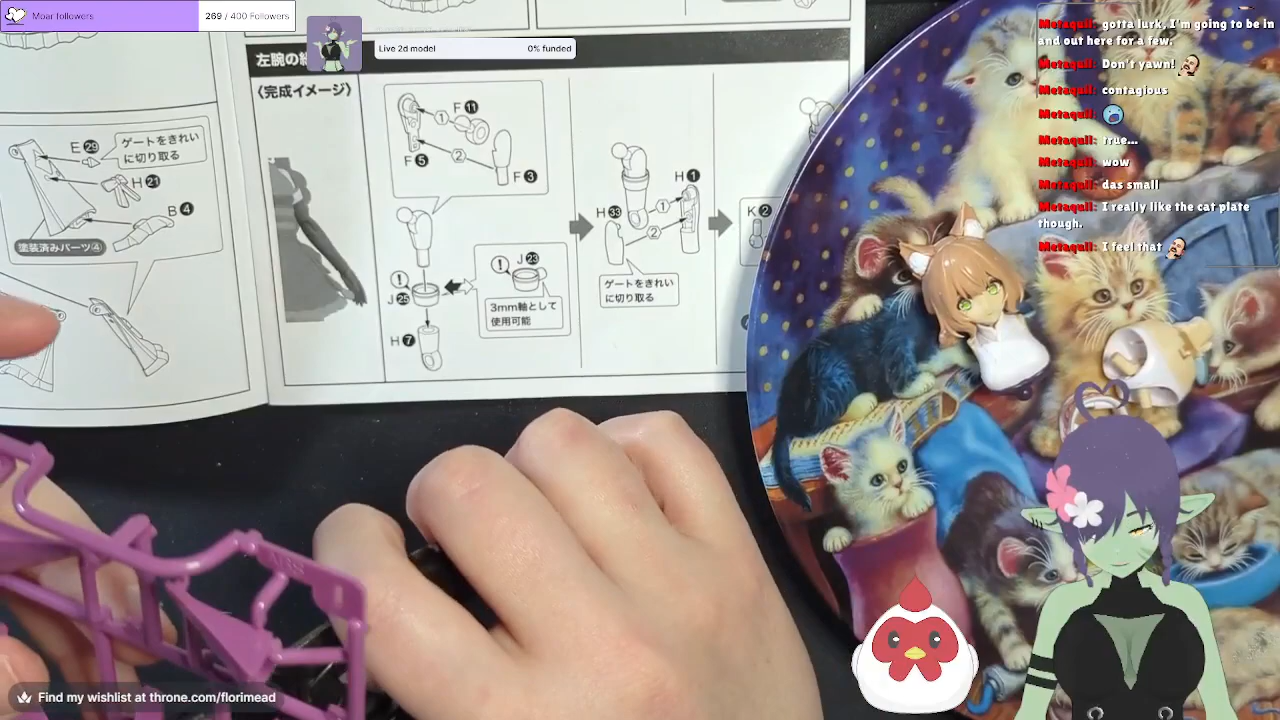 Moar followers
269 / 400 Followers
Live 2d model
0% funded
左腕の
〈完成イメージ〉
E 29
ゲートをきれい
に切り取る
H 21
B 4
塗装済みパーツ④
F 11
①
F 5
②
F 3
!
J 25
H 7
!
J 23
3mm軸として
使用可能
H 1
H 33
①
②
ゲートをきれい
に切り取る
K 2
Metaquil: gotta lurk, I'm going to be in
and out here for a few.
Metaquil: Don't yawn!
Metaquil: contagious
Metaquil:
Metaquil: true...
Metaquil: wow
Metaquil: das small
Metaquil: I really like the cat plate
though.
Metaquil: I feel that
Find my wishlist at throne.com/florimead